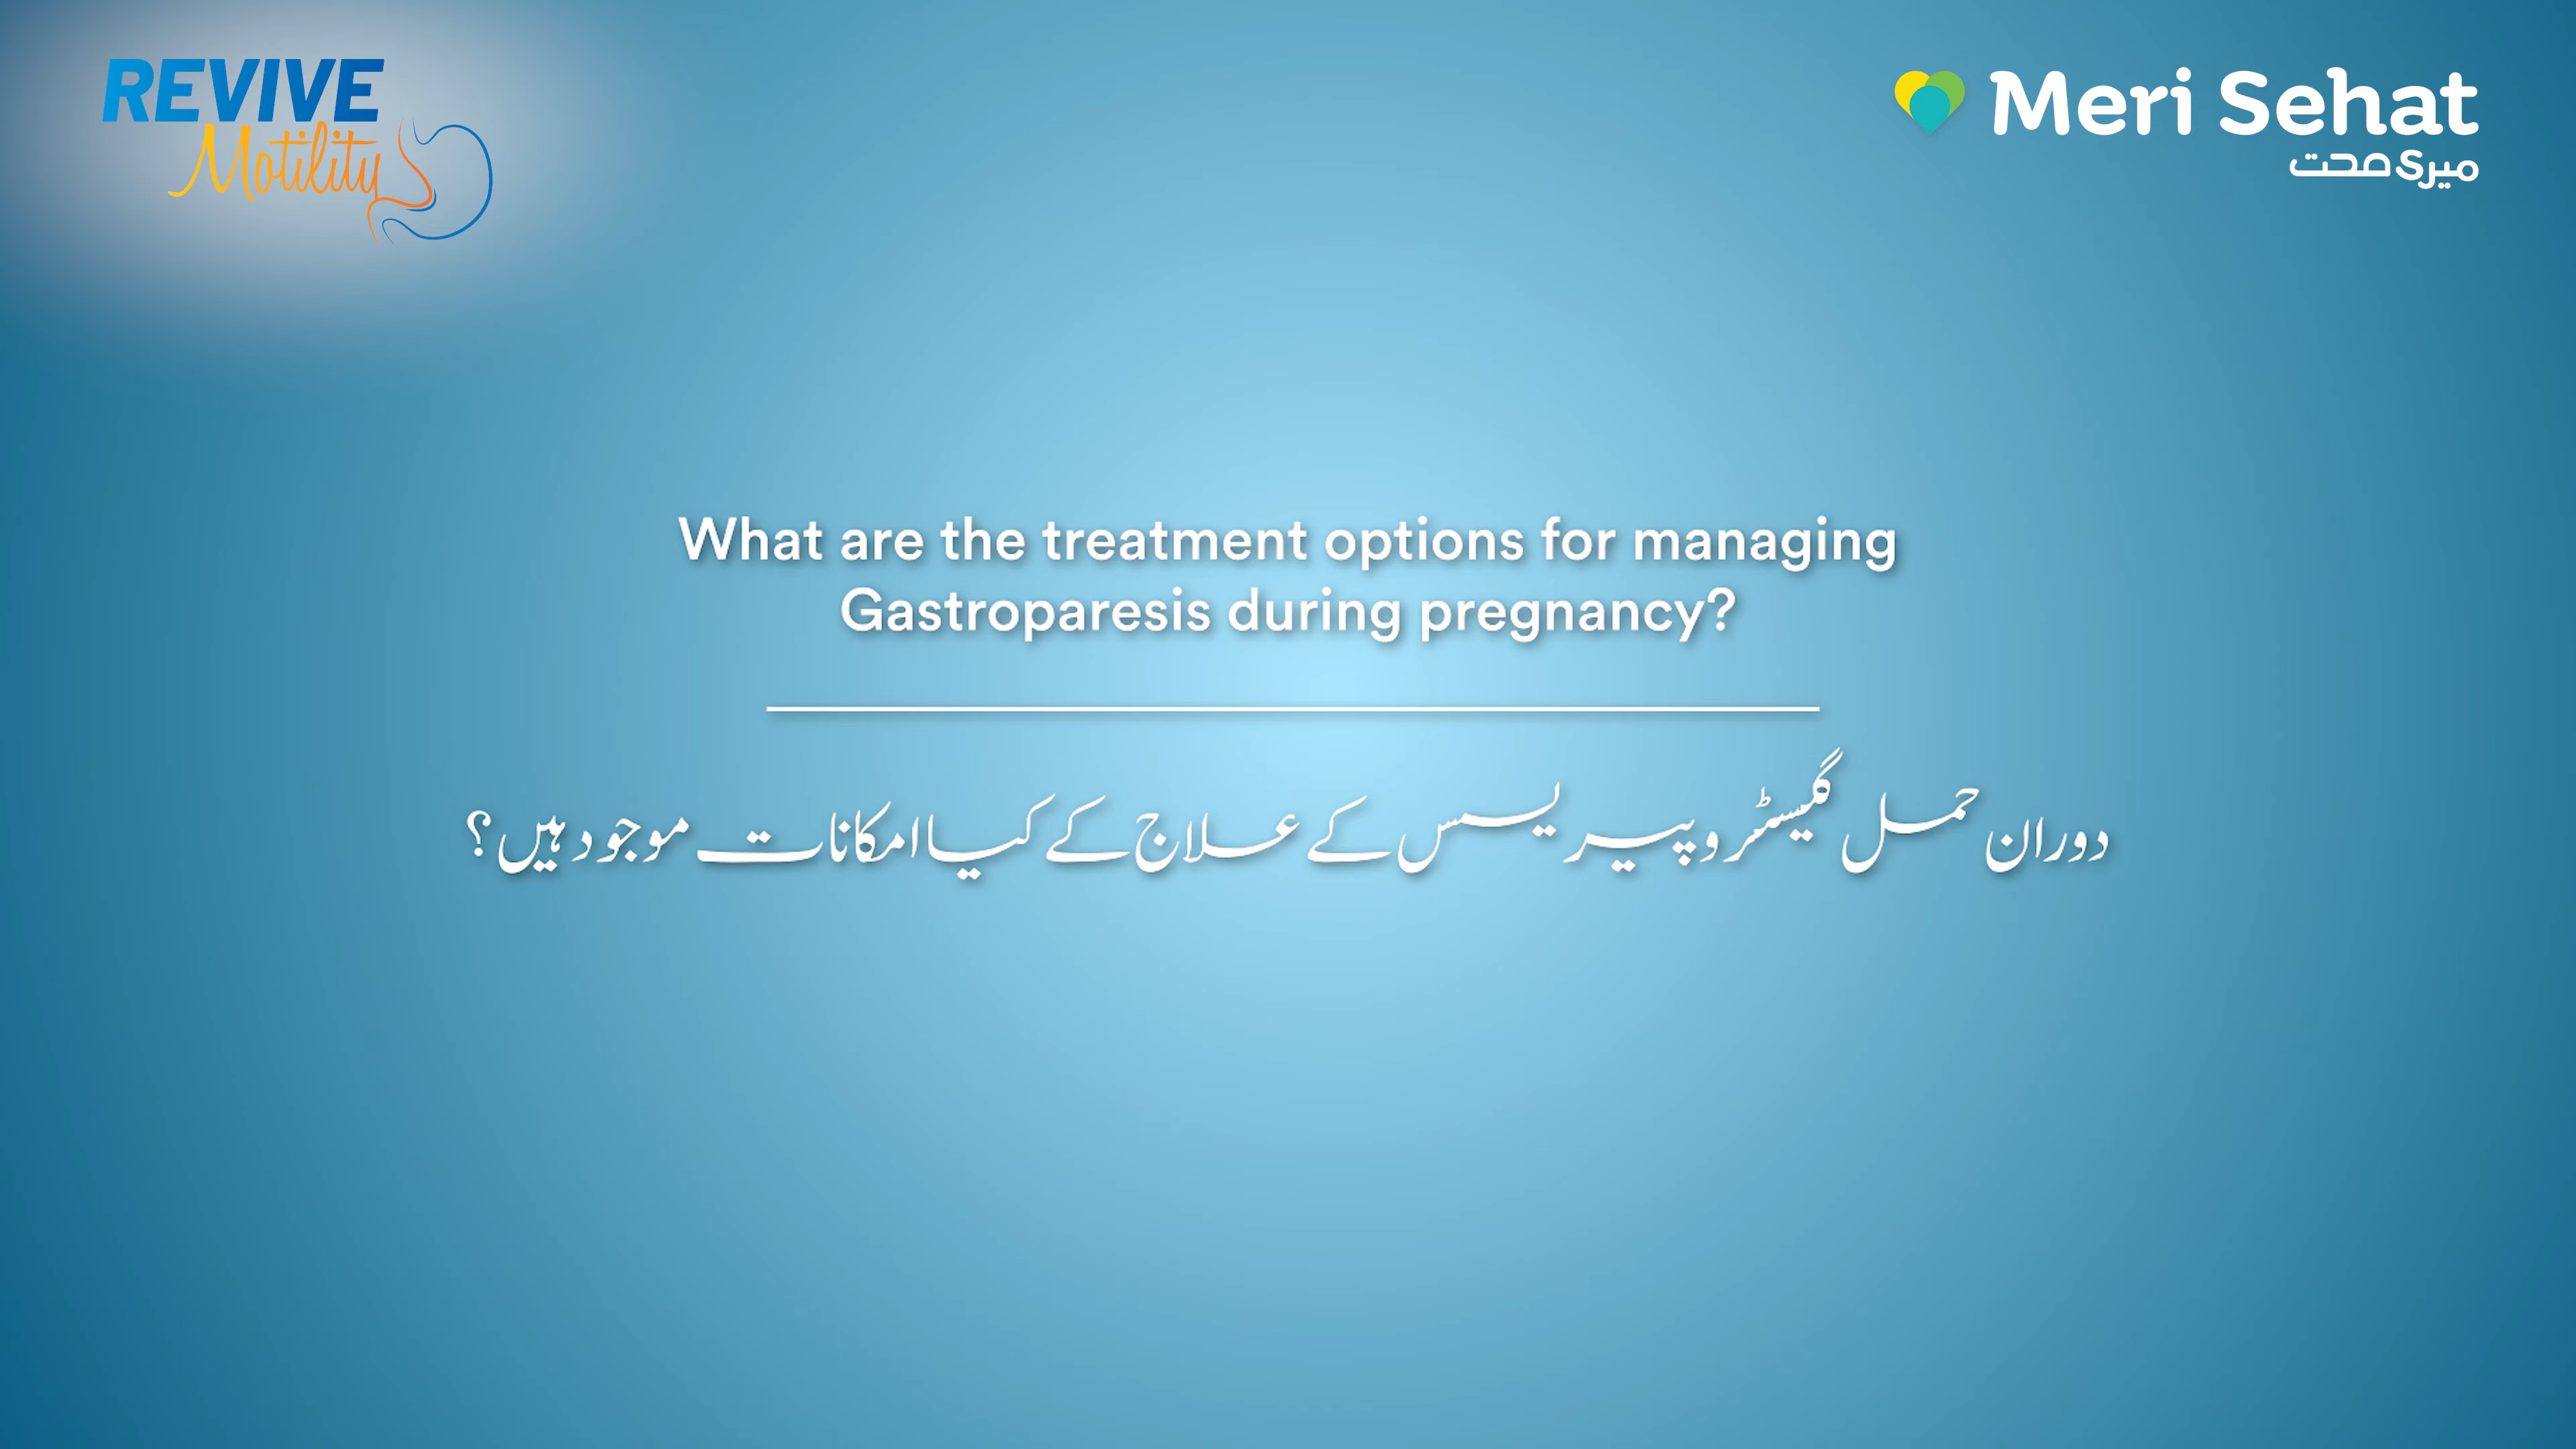 REVIVE
Motility
Meri Sehat
میری صحت
What are the treatment options for managing
Gastroparesis during pregnancy?
دوران حمل گیسٹروپیریسس کے علاج کے کیا امکانات موجود ہیں؟